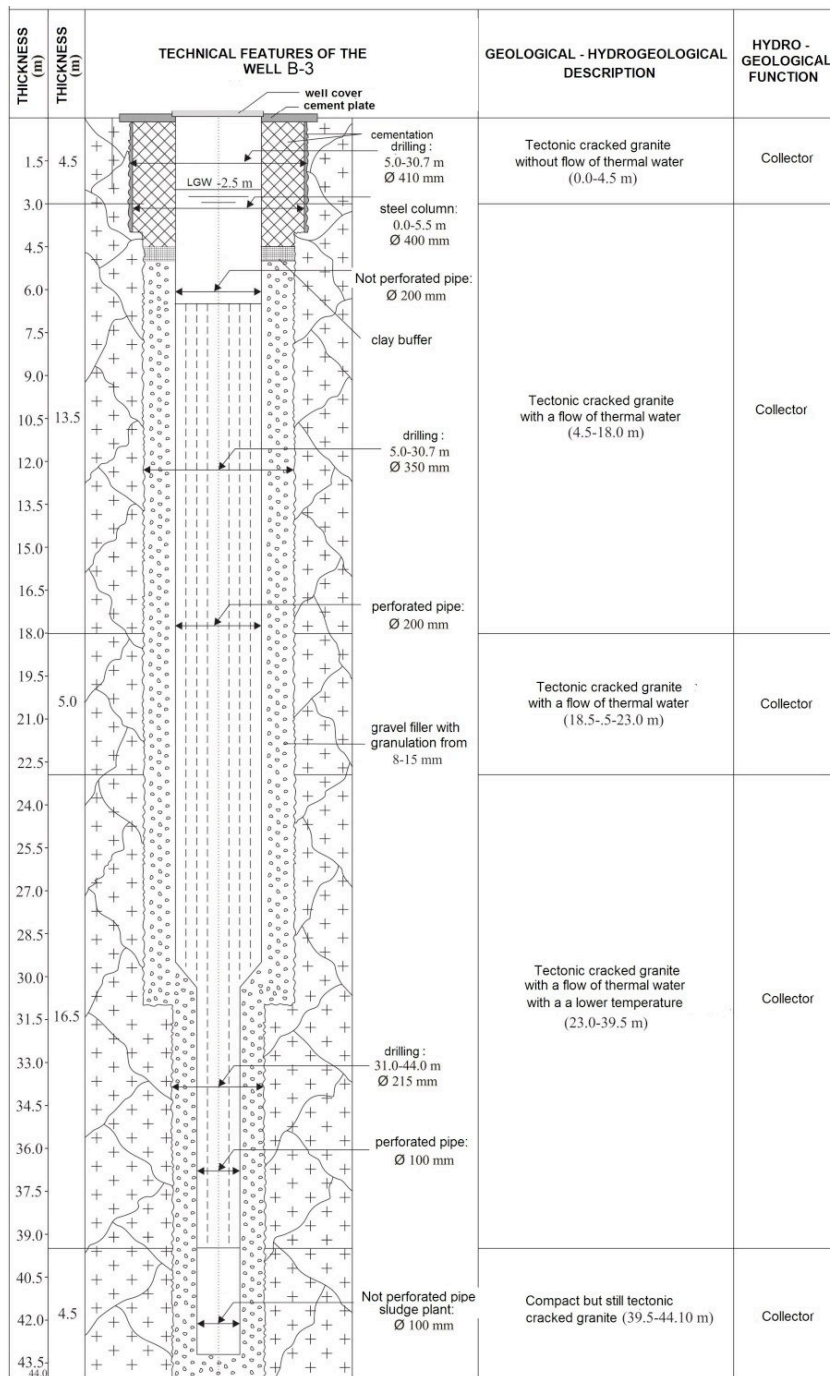 THICKNESS
(m)
THICKNESS
(m)
TECHNICAL FEATURES OF THE
WELL B-3
GEOLOGICAL - HYDROGEOLOGICAL
DESCRIPTION
HYDRO -
GEOLOGICAL
FUNCTION
well cover
cement plate
cementation
drilling :
5.0-30.7 m
Ø 410 mm
LGW -2.5 m
steel column:
0.0-5.5 m
Ø 400 mm
Not perforated pipe:
Ø 200 mm
clay buffer
drilling :
5.0-30.7 m
Ø 350 mm
perforated pipe:
Ø 200 mm
gravel filler with
granulation from
8-15 mm
drilling :
31.0-44.0 m
Ø 215 mm
perforated pipe:
Ø 100 mm
Not perforated pipe
sludge plant:
Ø 100 mm
1.5
3.0
4.5
6.0
7.5
9.0
10.5
12.0
13.5
15.0
16.5
18.0
19.5
21.0
22.5
24.0
25.5
27.0
28.5
30.0
31.5
33.0
34.5
36.0
37.5
39.0
40.5
42.0
43.5
44.0
4.5
13.5
5.0
16.5
4.5
Tectonic cracked granite
without flow of thermal water
(0.0-4.5 m)
Collector
Tectonic cracked granite
with a flow of thermal water
(4.5-18.0 m)
Collector
Tectonic cracked granite
with a flow of thermal water
(18.5-.5-23.0 m)
Collector
Tectonic cracked granite
with a flow of thermal water
with a a lower temperature
(23.0-39.5 m)
Collector
Compact but still tectonic
cracked granite (39.5-44.10 m)
Collector